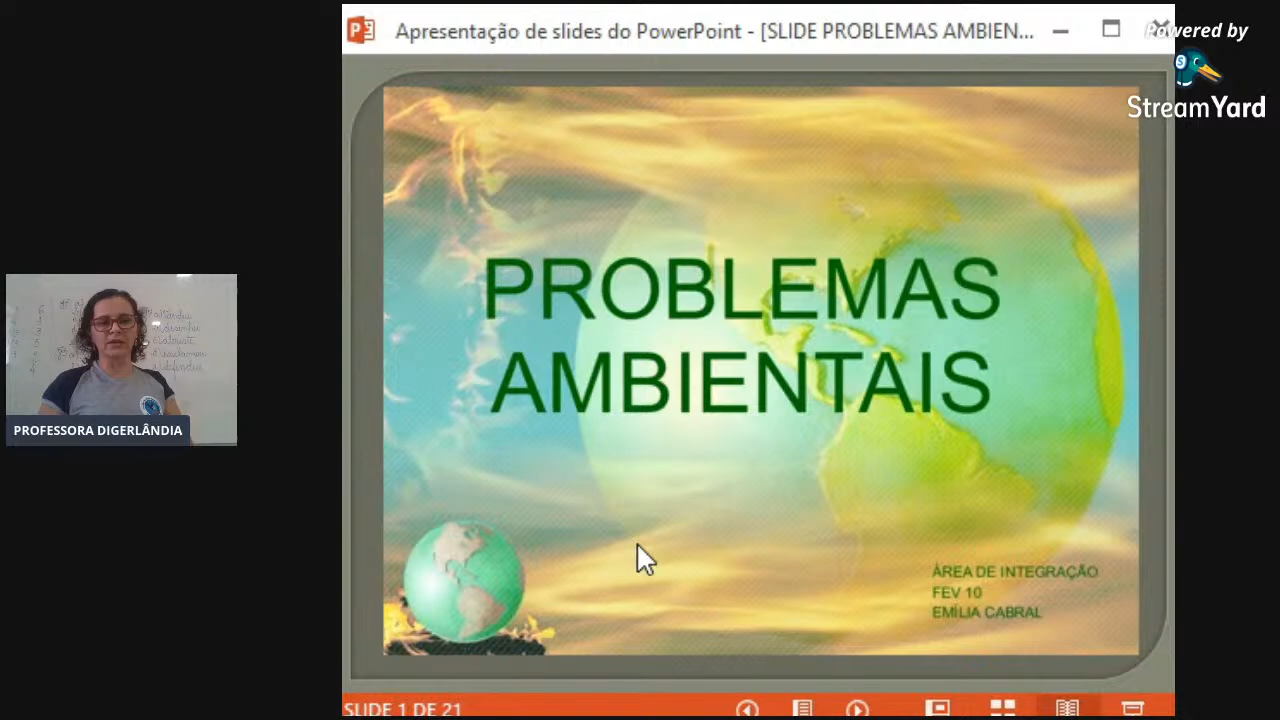 Apresentação de slides do PowerPoint - [SLIDE PROBLEMAS AMBIEN...
Powered by
StreamYard
PROBLEMAS
AMBIENTAIS
PROFESSORA DIGERLÂNDIA
ÁREA DE INTEGRAÇÃO
FEV 10
EMÍLIA CABRAL
SLIDE 1 DE 21